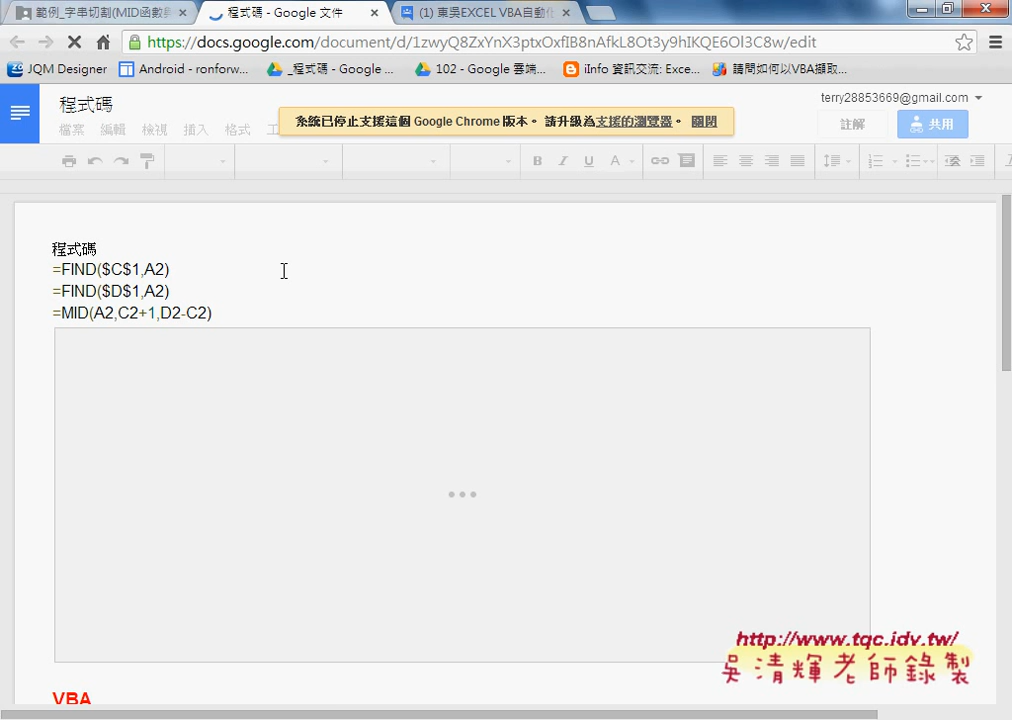 範例_字串切割(MID函數與
程式碼 - Google 文件
(1) 東吳EXCEL VBA自動化
https://docs.google.com/document/d/1zwyQ8ZxYnX3ptxOxfIB8nAfkL8Ot3y9hIKQE6Ol3C8w/edit
JQM Designer
Android - ronforw...
_程式碼 - Google ...
102 - Google 雲端...
iInfo 資訊交流: Exce...
請問如何以VBA擷取...
程式碼
terry28853669@gmail.com
檔案 編輯 檢視 插入 格式 工
系統已停止支援這個 Google Chrome 版本。 請升級為支援的瀏覽器。 關閉
註解
共用
程式碼
=FIND($C$1,A2)
=FIND($D$1,A2)
=MID(A2,C2+1,D2-C2)
http://www.tqc.idv.tw/
吳清輝老師錄製
VBA